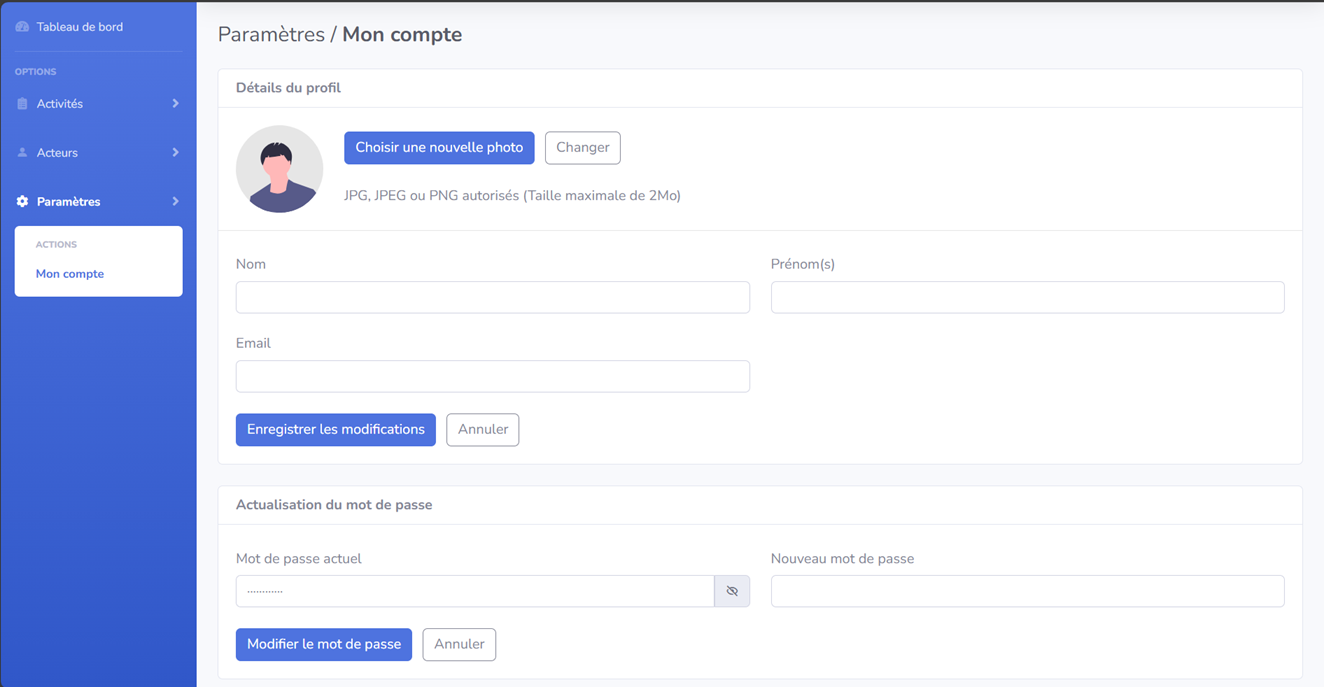 Tableau de bord
OPTIONS
Activités
Acteurs
Paramètres
ACTIONS
Mon compte
Paramètres / Mon compte
Détails du profil
Choisir une nouvelle photo
Changer
JPG, JPEG ou PNG autorisés (Taille maximale de 2Mo)
Nom
Prénom(s)
Email
Enregistrer les modifications
Annuler
Actualisation du mot de passe
Mot de passe actuel
Nouveau mot de passe
............
Modifier le mot de passe
Annuler